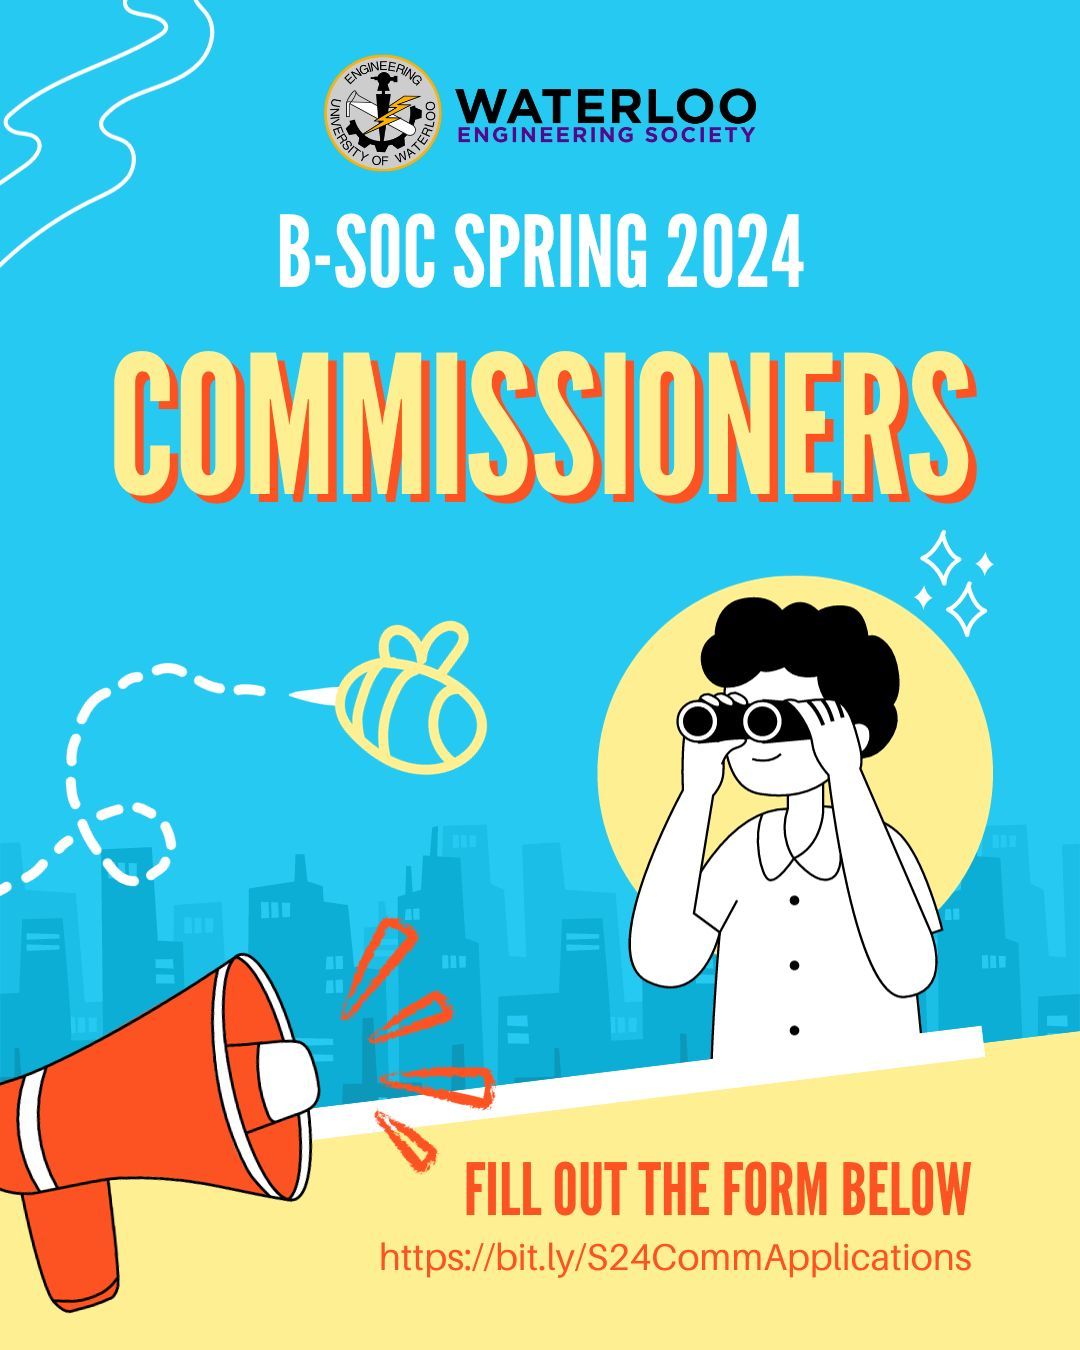 ENGINEERING
UNIVERSITY OF WATERLOO
WATERLOO
ENGINEERING SOCIETY
B-SOC SPRING 2024
COMMISSIONERS
FILL OUT THE FORM BELOW
https://bit.ly/S24CommApplications